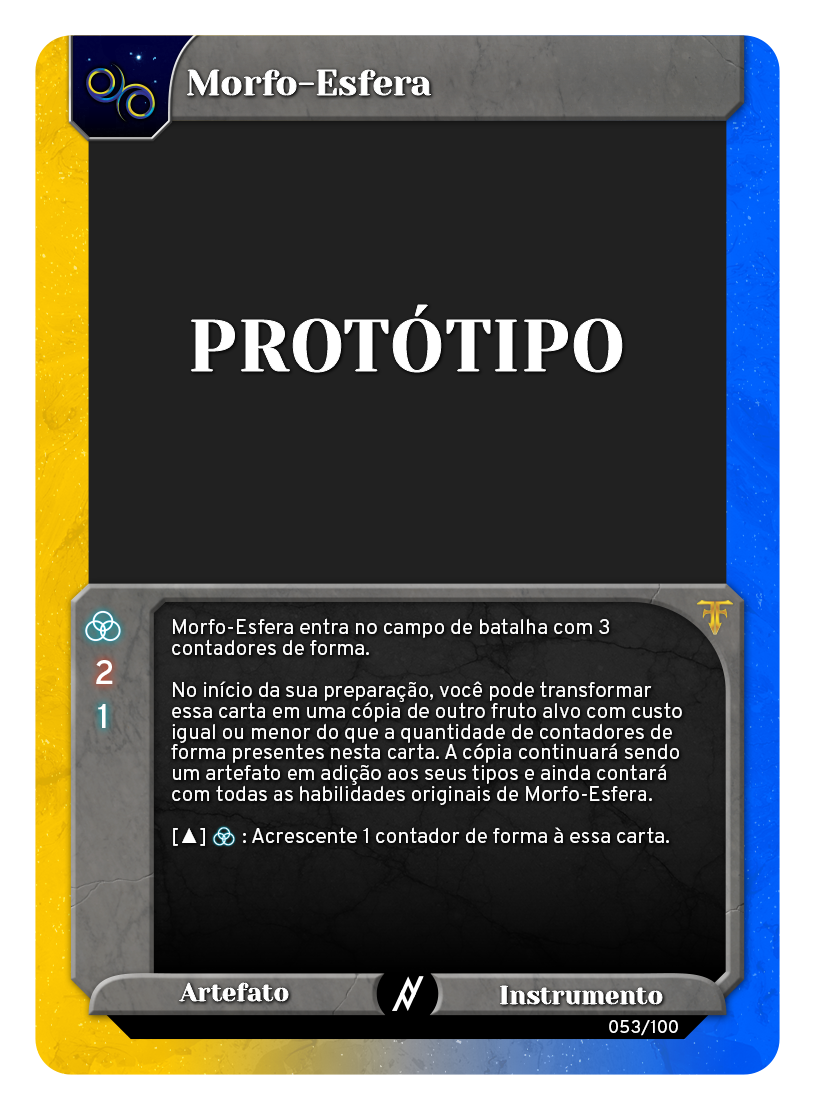 Morfo-Esfera
PROTÓTIPO
2
1
Morfo-Esfera entra no campo de batalha com 3
contadores de forma.
No início da sua preparação, você pode transformar
essa carta em uma cópia de outro fruto alvo com custo
igual ou menor do que a quantidade de contadores de
forma presentes nesta carta. A cópia continuará sendo
um artefato em adição aos seus tipos e ainda contará
com todas as habilidades originais de Morfo-Esfera.
[▲] : Acrescente 1 contador de forma à essa carta.
Artefato
Instrumento
053/100